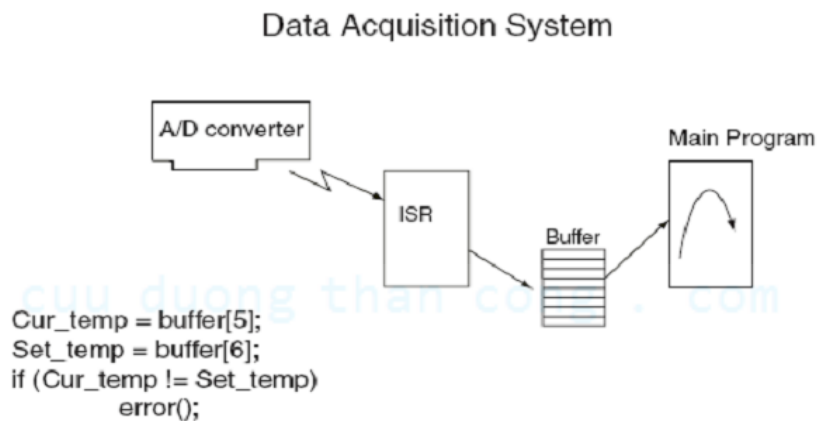 Data Acquisition System
A/D converter
Main Program
ISR
Buffer
cuu duong than cong . com
Cur_temp = buffer[5];
Set_temp = buffer[6];
if (Cur_temp != Set_temp)
error();